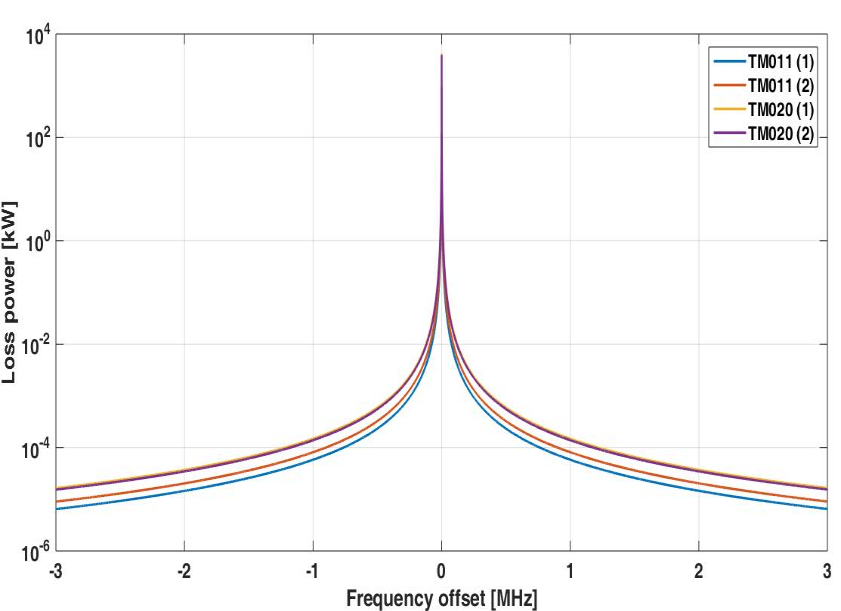 10^4
10^2
10^0
10^-2
10^-4
10^-6
Loss power [kW]
TM011 (1)
TM011 (2)
TM020 (1)
TM020 (2)
-3 -2 -1 0 1 2 3
Frequency offset [MHz]